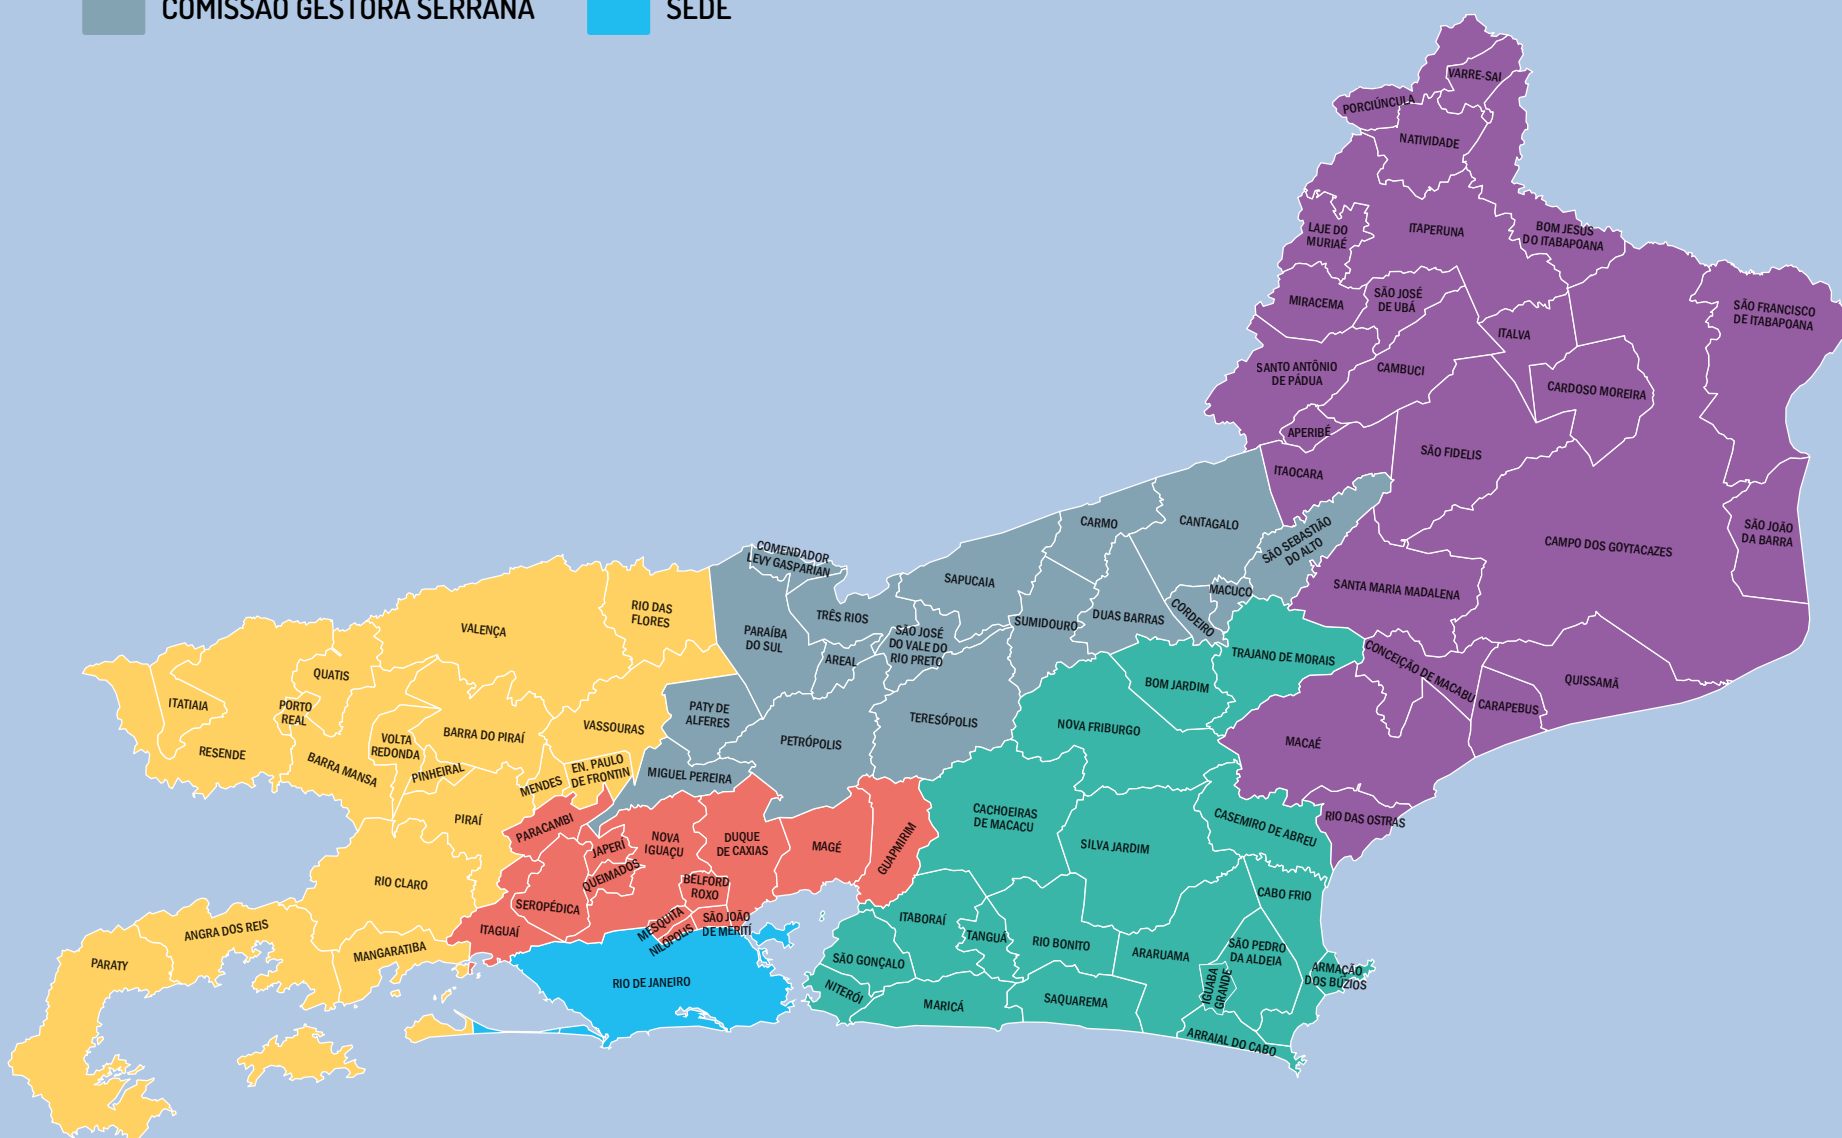 COMISSÃO GESTORA SERRANA
SEDE
VARRE-SAI
PORCIÚNCULA
NATIVIDADE
LAJE DO
MURIAÉ
ITAPERUNA
BOM JESUS
DO ITABAPOANA
MIRACEMA
SÃO JOSÉ
DE UBÁ
ITALVA
SÃO FRANCISCO
DE ITABAPOANA
SANTO ANTÔNIO
DE PÁDUA
CAMBUCI
CARDOSO MOREIRA
APERIBÉ
SÃO FIDELIS
ITAOCARA
CARMO
CANTAGALO
SÃO SEBASTIÃO
DO ALTO
CAMPO DOS GOYTACAZES
SÃO JOÃO
DA BARRA
COMENDADOR
LEVY GASPARIAN
SAPUCAIA
MACUCO
SANTA MARIA MADALENA
RIO DAS
FLORES
VALENÇA
PARAÍBA
DO SUL
TRÊS RIOS
SÃO JOSÉ
DO VALE DO
RIO PRETO
SUMIDOURO
DUAS BARRAS
CORDEIRO
AREAL
TRAJANO DE MORAIS
CONCEIÇÃO DE MACABU
QUISSAMÃ
CARAPEBUS
BOM JARDIM
QUATIS
ITATIAIA
PORTO
REAL
PATY DE
ALFERES
TERESÓPOLIS
NOVA FRIBURGO
VASSOURAS
BARRA DO PIRAÍ
VOLTA
REDONDA
PETRÓPOLIS
MACAÉ
RESENDE
BARRA MANSA
PINHEIRAL
MENDES
EN. PAULO
DE FRONTIN
MIGUEL PEREIRA
PIRAÍ
PARACAMBI
JAPERÍ
NOVA
IGUAÇU
DUQUE
DE CAXIAS
MAGÉ
GUAPMIRIM
CACHOEIRAS
DE MACACU
SILVA JARDIM
CASEMIRO DE ABREU
RIO DAS OSTRAS
RIO CLARO
QUEIMADOS
BELFORD
ROXO
CABO FRIO
SEROPÉDICA
MESQUITA
NILÓPOLIS
SÃO JOÃO
DE MERITÍ
ITAGUAÍ
ITABORAÍ
TANGUÁ
RIO BONITO
ARARUAMA
SÃO PEDRO
DA ALDEIA
ANGRA DOS REIS
MANGARATIBA
PARATY
RIO DE JANEIRO
SÃO GONÇALO
NITERÓI
MARICÁ
SAQUAREMA
IGUABA
GRANDE
ARMAÇÃO
DOS BÚZIOS
ARRAIAL DO CABO